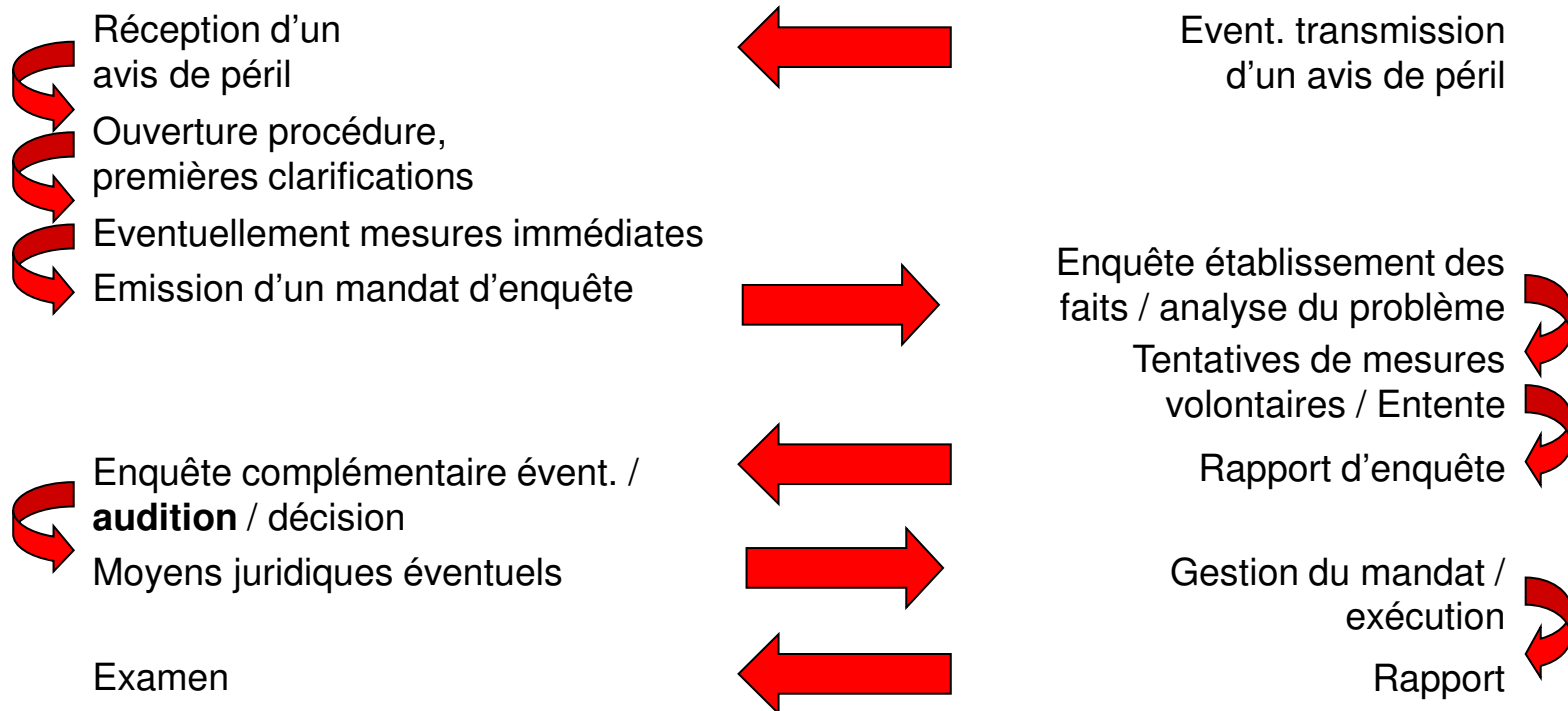 Réception d’un
avis de péril
Event. transmission
d’un avis de péril
Ouverture procédure,
premières clarifications
Eventuellement mesures immédiates
Emission d’un mandat d’enquête
Enquête établissement des
faits / analyse du problème
Tentatives de mesures
volontaires / Entente
Rapport d’enquête
Enquête complémentaire évent. /
audition / décision
Moyens juridiques éventuels
Gestion du mandat /
exécution
Examen
Rapport